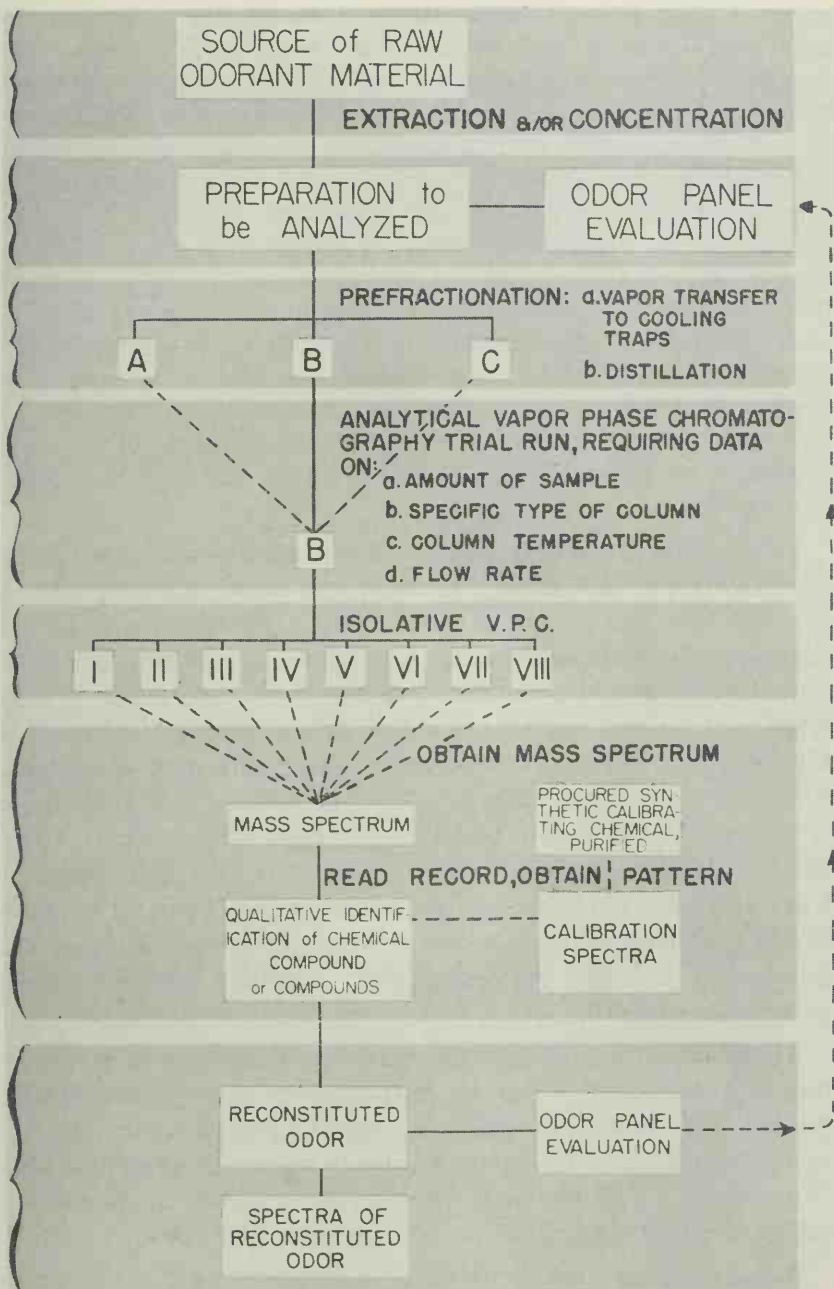 SOURCE of RAW
ODORANT MATERIAL
EXTRACTION &/OR CONCENTRATION
PREPARATION to
be ANALYZED
ODOR PANEL
EVALUATION
PREFRACTIONATION: a. VAPOR TRANSFER
TO COOLING
TRAPS
b. DISTILLATION
A B C
ANALYTICAL VAPOR PHASE CHROMATO-
GRAPHY TRIAL RUN, REQUIRING DATA
ON:
a. AMOUNT OF SAMPLE
b. SPECIFIC TYPE OF COLUMN
c. COLUMN TEMPERATURE
d. FLOW RATE
B
ISOLATIVE V.P.C.
I II III IV V VI VII VIII
OBTAIN MASS SPECTRUM
MASS SPECTRUM
PROCURED SYN-
THETIC CALIBRA-
TING CHEMICAL,
PURIFIED
READ RECORD, OBTAIN PATTERN
QUALITATIVE IDENTIF-
ICATION of CHEMICAL
COMPOUND
or COMPOUNDS
CALIBRATION
SPECTRA
RECONSTITUTED
ODOR
ODOR PANEL
EVALUATION
SPECTRA OF
RECONSTITUTED
ODOR